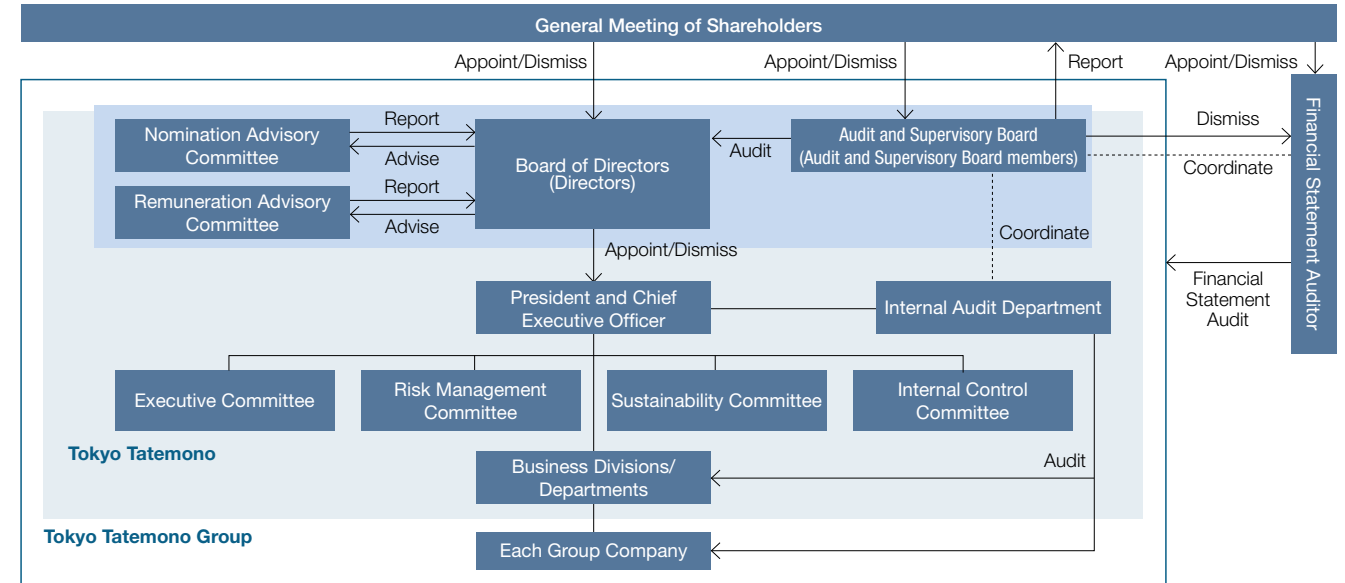 General Meeting of Shareholders
Appoint/Dismiss
Appoint/Dismiss
Report
Appoint/Dismiss
Nomination Advisory
Committee
Report
Advise
Board of Directors
(Directors)
Audit
Audit and Supervisory Board
(Audit and Supervisory Board members)
Dismiss
Coordinate
Financial Statement Auditor
Remuneration Advisory
Committee
Report
Advise
Appoint/Dismiss
Coordinate
Financial
Statement
Audit
President and Chief
Executive Officer
Internal Audit Department
Executive Committee
Risk Management
Committee
Sustainability Committee
Internal Control
Committee
Tokyo Tatemono
Business Divisions/
Departments
Audit
Tokyo Tatemono Group
Each Group Company